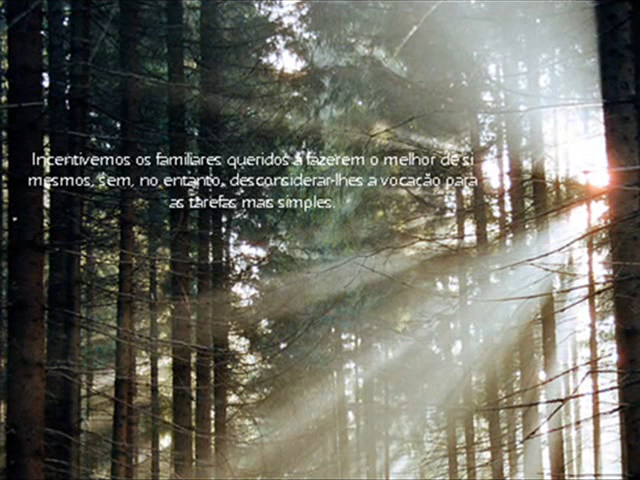 Incentivemos os familiares queridos a fazerem o melhor de si
mesmos, sem, no entanto, desconsiderar-lhes a vocação para
as tarefas mais simples.